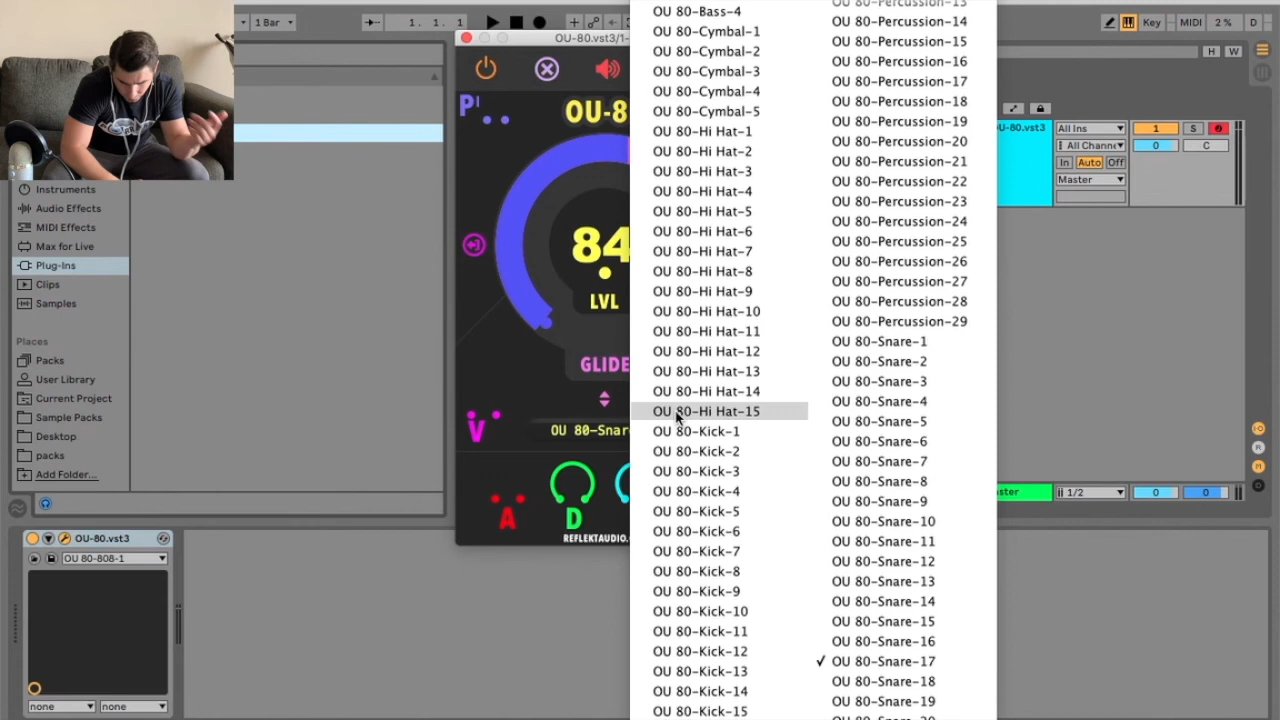 1 Bar
1. 1. 1
Key
MIDI
2 %
D
OU-80.vst3/1-
H
W
OU-8
84
LVL
GLIDE
V
OU 80-Snar
A
D
REFLEKTAUDIO.
Instruments
Audio Effects
MIDI Effects
Max for Live
Plug-Ins
Clips
Samples
Places
Packs
User Library
Current Project
Sample Packs
Desktop
packs
Add Folder...
OU 80-Bass-4
OU 80-Cymbal-1
OU 80-Cymbal-2
OU 80-Cymbal-3
OU 80-Cymbal-4
OU 80-Cymbal-5
OU 80-Hi Hat-1
OU 80-Hi Hat-2
OU 80-Hi Hat-3
OU 80-Hi Hat-4
OU 80-Hi Hat-5
OU 80-Hi Hat-6
OU 80-Hi Hat-7
OU 80-Hi Hat-8
OU 80-Hi Hat-9
OU 80-Hi Hat-10
OU 80-Hi Hat-11
OU 80-Hi Hat-12
OU 80-Hi Hat-13
OU 80-Hi Hat-14
OU 80-Hi Hat-15
OU 80-Kick-1
OU 80-Kick-2
OU 80-Kick-3
OU 80-Kick-4
OU 80-Kick-5
OU 80-Kick-6
OU 80-Kick-7
OU 80-Kick-8
OU 80-Kick-9
OU 80-Kick-10
OU 80-Kick-11
OU 80-Kick-12
OU 80-Kick-13
OU 80-Kick-14
OU 80-Kick-15
OU 80-Percussion-13
OU 80-Percussion-14
OU 80-Percussion-15
OU 80-Percussion-16
OU 80-Percussion-17
OU 80-Percussion-18
OU 80-Percussion-19
OU 80-Percussion-20
OU 80-Percussion-21
OU 80-Percussion-22
OU 80-Percussion-23
OU 80-Percussion-24
OU 80-Percussion-25
OU 80-Percussion-26
OU 80-Percussion-27
OU 80-Percussion-28
OU 80-Percussion-29
OU 80-Snare-1
OU 80-Snare-2
OU 80-Snare-3
OU 80-Snare-4
OU 80-Snare-5
OU 80-Snare-6
OU 80-Snare-7
OU 80-Snare-8
OU 80-Snare-9
OU 80-Snare-10
OU 80-Snare-11
OU 80-Snare-12
OU 80-Snare-13
OU 80-Snare-14
OU 80-Snare-15
OU 80-Snare-16
✓ OU 80-Snare-17
OU 80-Snare-18
OU 80-Snare-19
U-80.vst3
All Ins
1
S
All Channe
0
C
In
Auto
Off
Master
ster
1/2
0
0
OU-80.vst3
OU 80-808-1
none
none